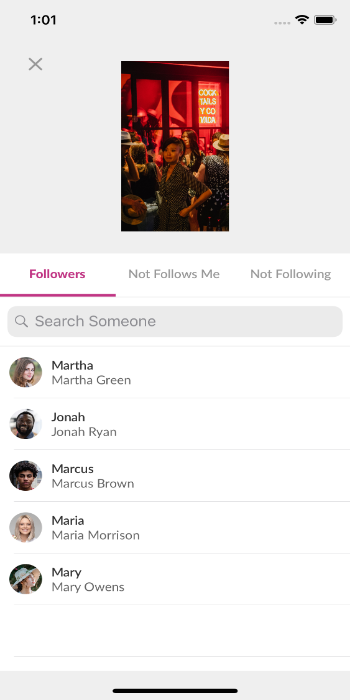 1:01
COCK
TAILS
Y CO
MIDA
Followers
Not Follows Me
Not Following
Search Someone
Martha
Martha Green
Jonah
Jonah Ryan
Marcus
Marcus Brown
Maria
Maria Morrison
Mary
Mary Owens